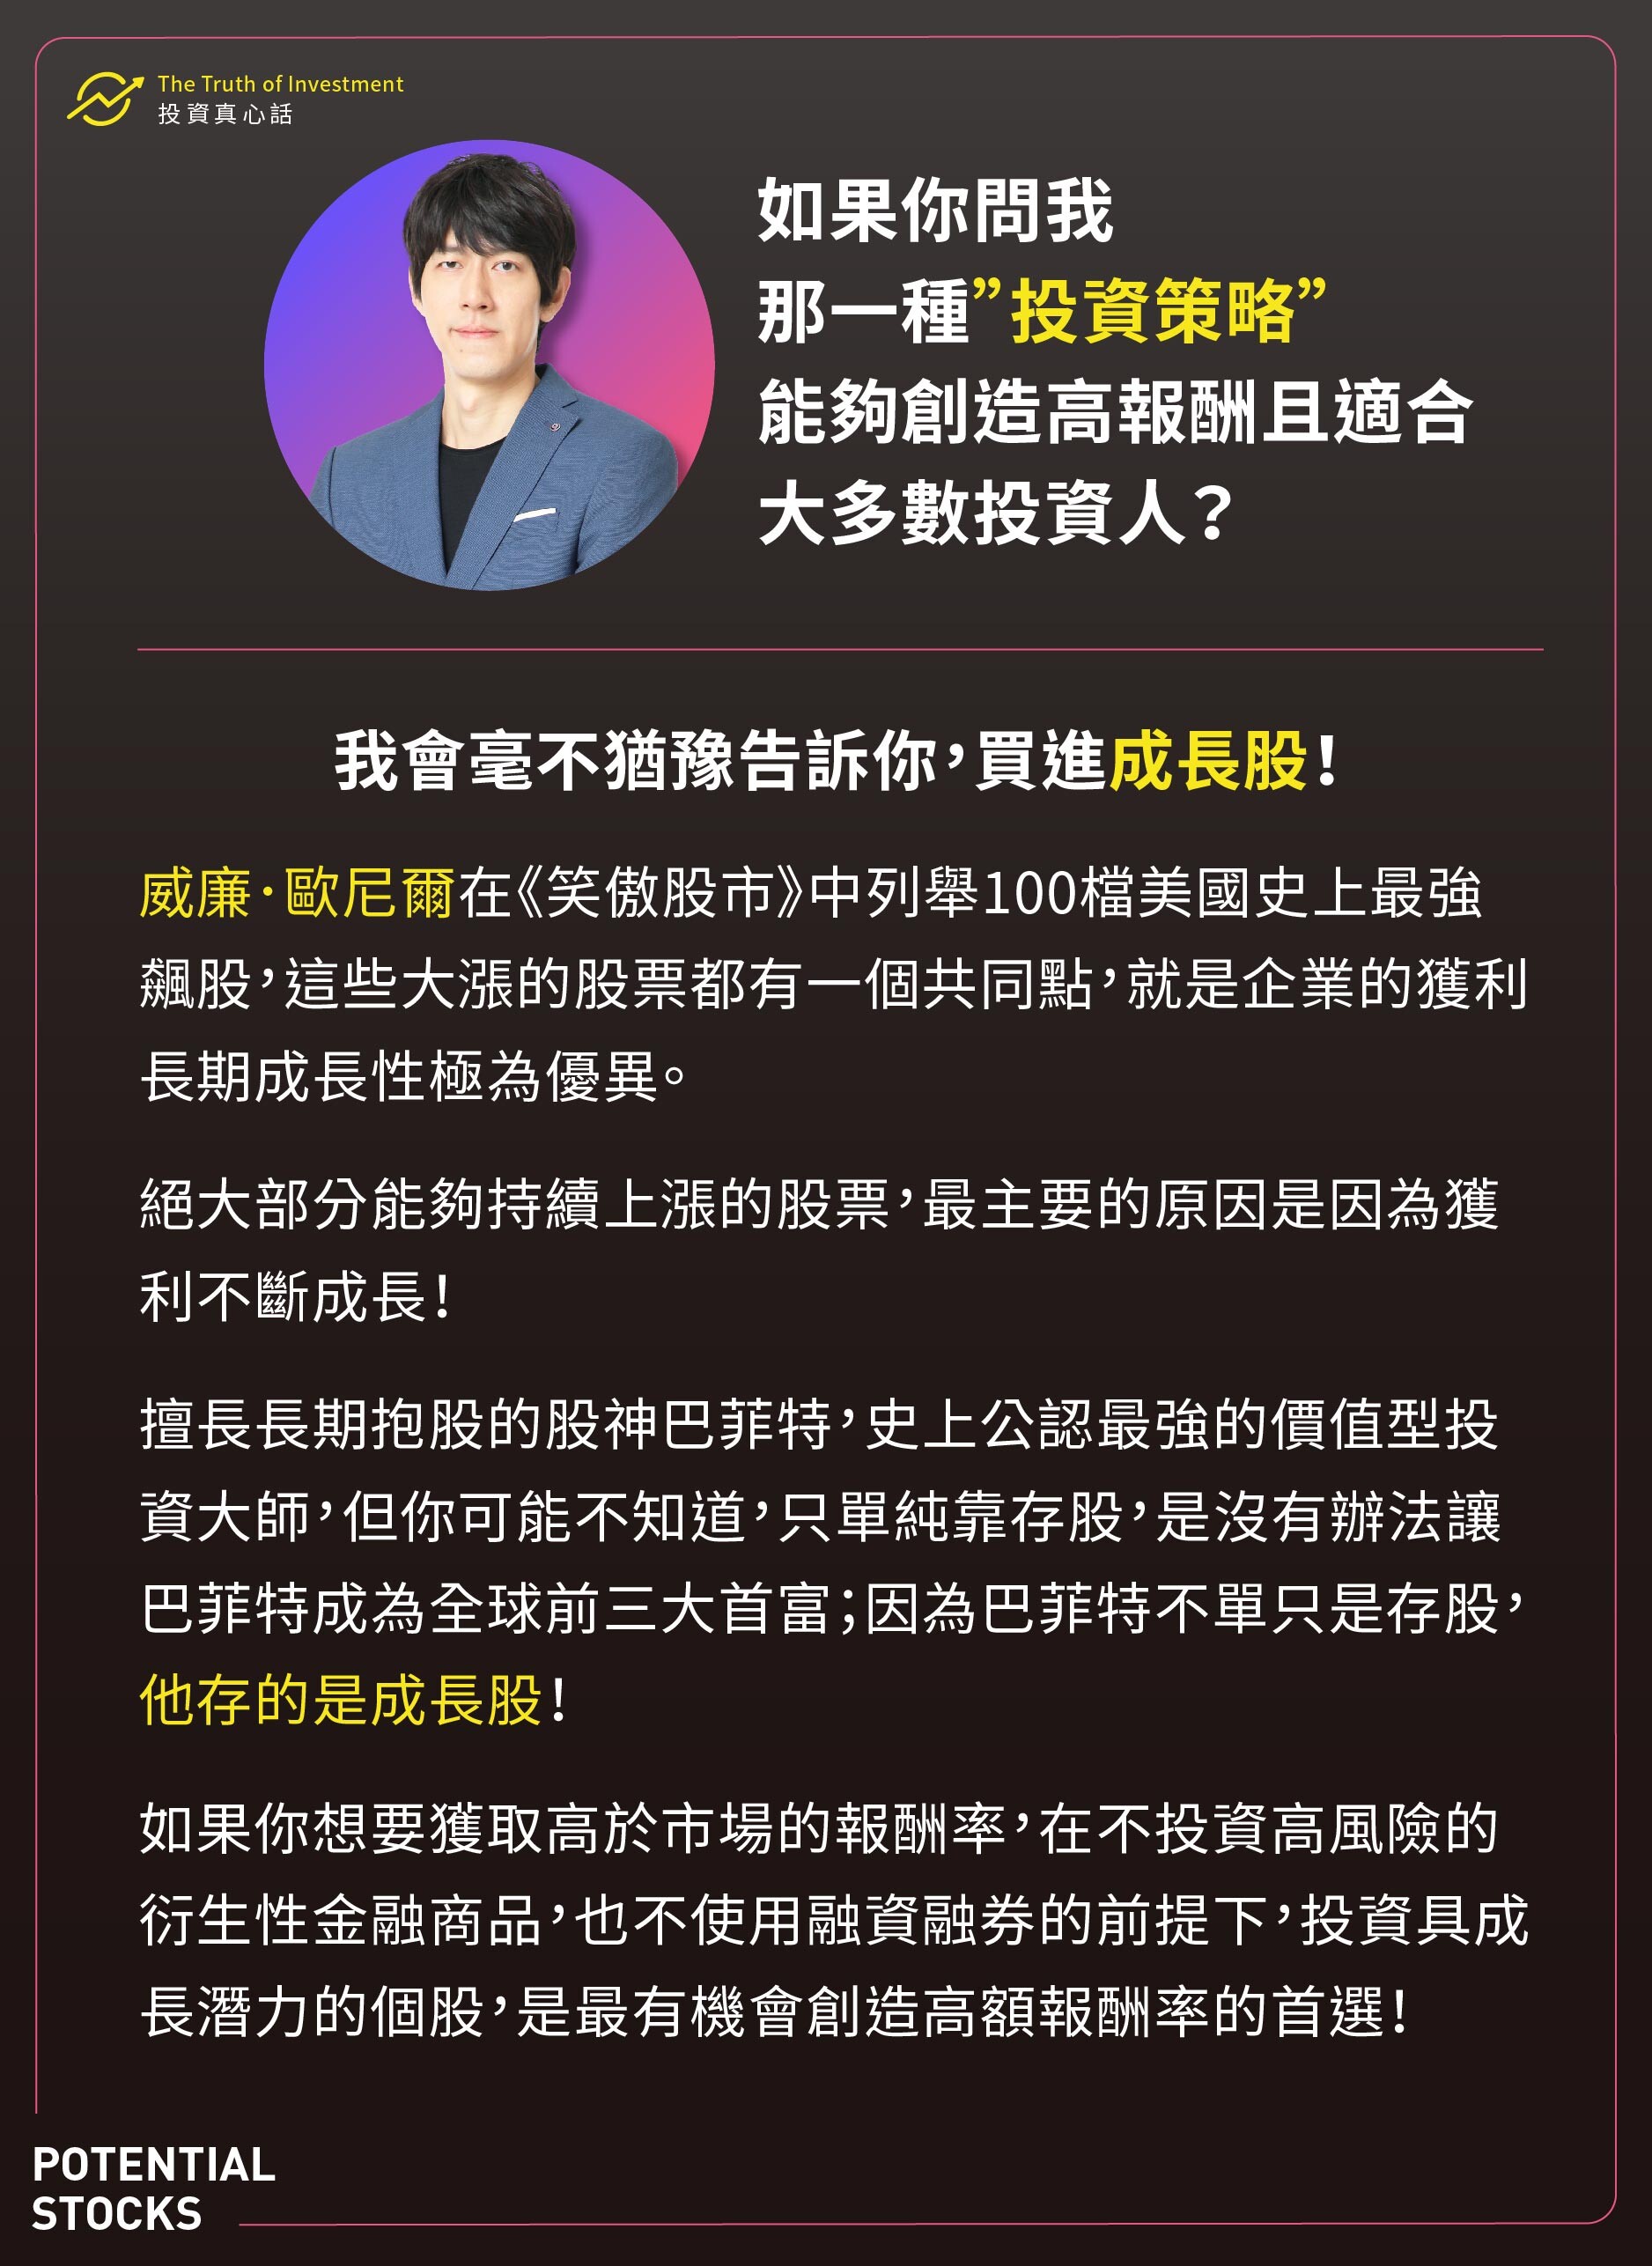 The Truth of Investment
投資真心話
如果你問我
那一種”投資策略”
能夠創造高報酬且適合
大多數投資人？
我會毫不猶豫告訴你，買進成長股！
威廉·歐尼爾在《笑傲股市》中列舉100檔美國史上最強
飆股，這些大漲的股票都有一個共同點，就是企業的獲利
長期成長性極為優異。
絕大部分能夠持續上漲的股票，最主要的原因是因為獲
利不斷成長！
擅長長期抱股的股神巴菲特，史上公認最強的價值型投
資大師，但你可能不知道，只單純靠存股，是沒有辦法讓
巴菲特成為全球前三大首富；因為巴菲特不單只是存股，
他存的是成長股！
如果你想要獲取高於市場的報酬率，在不投資高風險的
衍生性金融商品，也不使用融資融券的前提下，投資具成
長潛力的個股，是最有機會創造高額報酬率的首選！
POTENTIAL
STOCKS